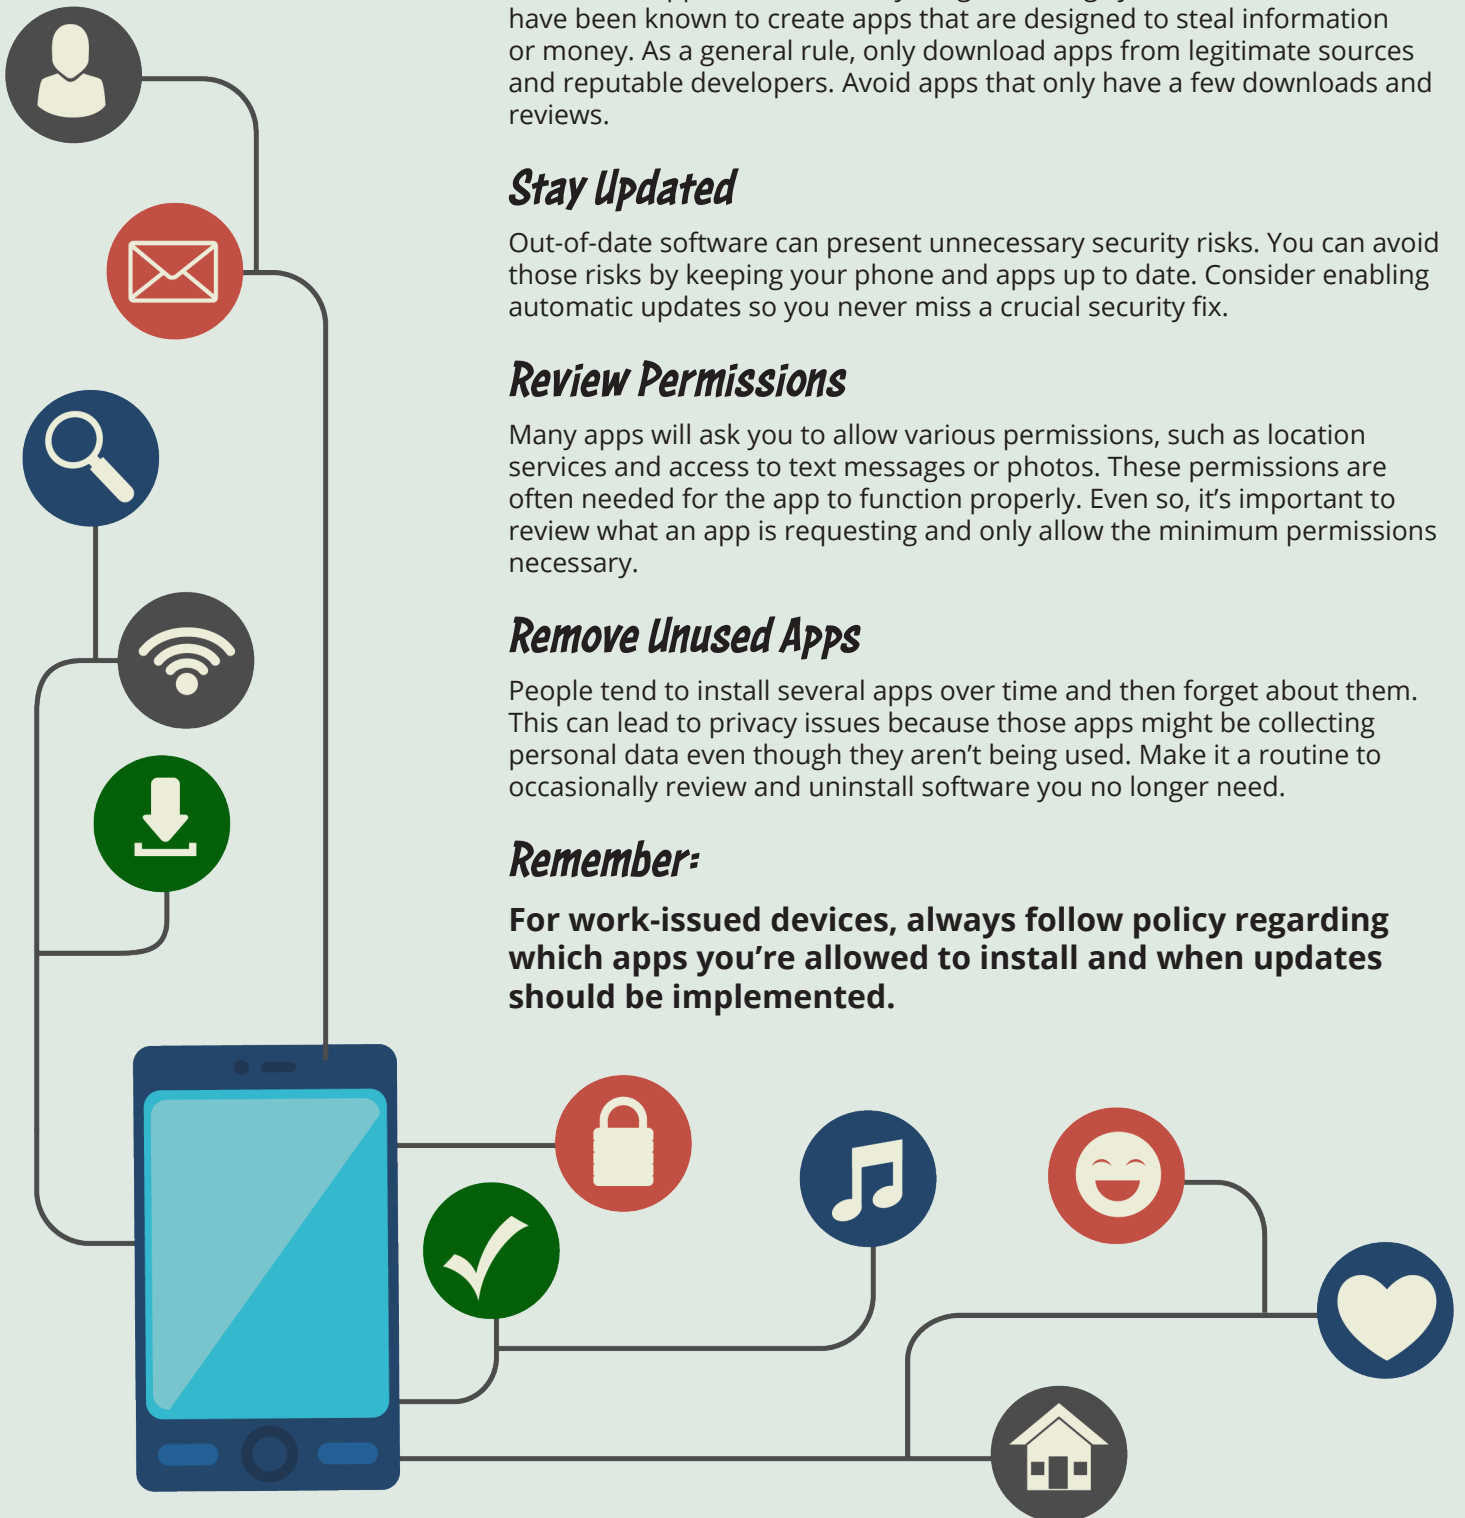 have been known to create apps that are designed to steal information
or money. As a general rule, only download apps from legitimate sources
and reputable developers. Avoid apps that only have a few downloads and
reviews.
Stay Updated
Out-of-date software can present unnecessary security risks. You can avoid
those risks by keeping your phone and apps up to date. Consider enabling
automatic updates so you never miss a crucial security fix.
Review Permissions
Many apps will ask you to allow various permissions, such as location
services and access to text messages or photos. These permissions are
often needed for the app to function properly. Even so, it’s important to
review what an app is requesting and only allow the minimum permissions
necessary.
Remove Unused Apps
People tend to install several apps over time and then forget about them.
This can lead to privacy issues because those apps might be collecting
personal data even though they aren’t being used. Make it a routine to
occasionally review and uninstall software you no longer need.
Remember:
For work-issued devices, always follow policy regarding
which apps you’re allowed to install and when updates
should be implemented.